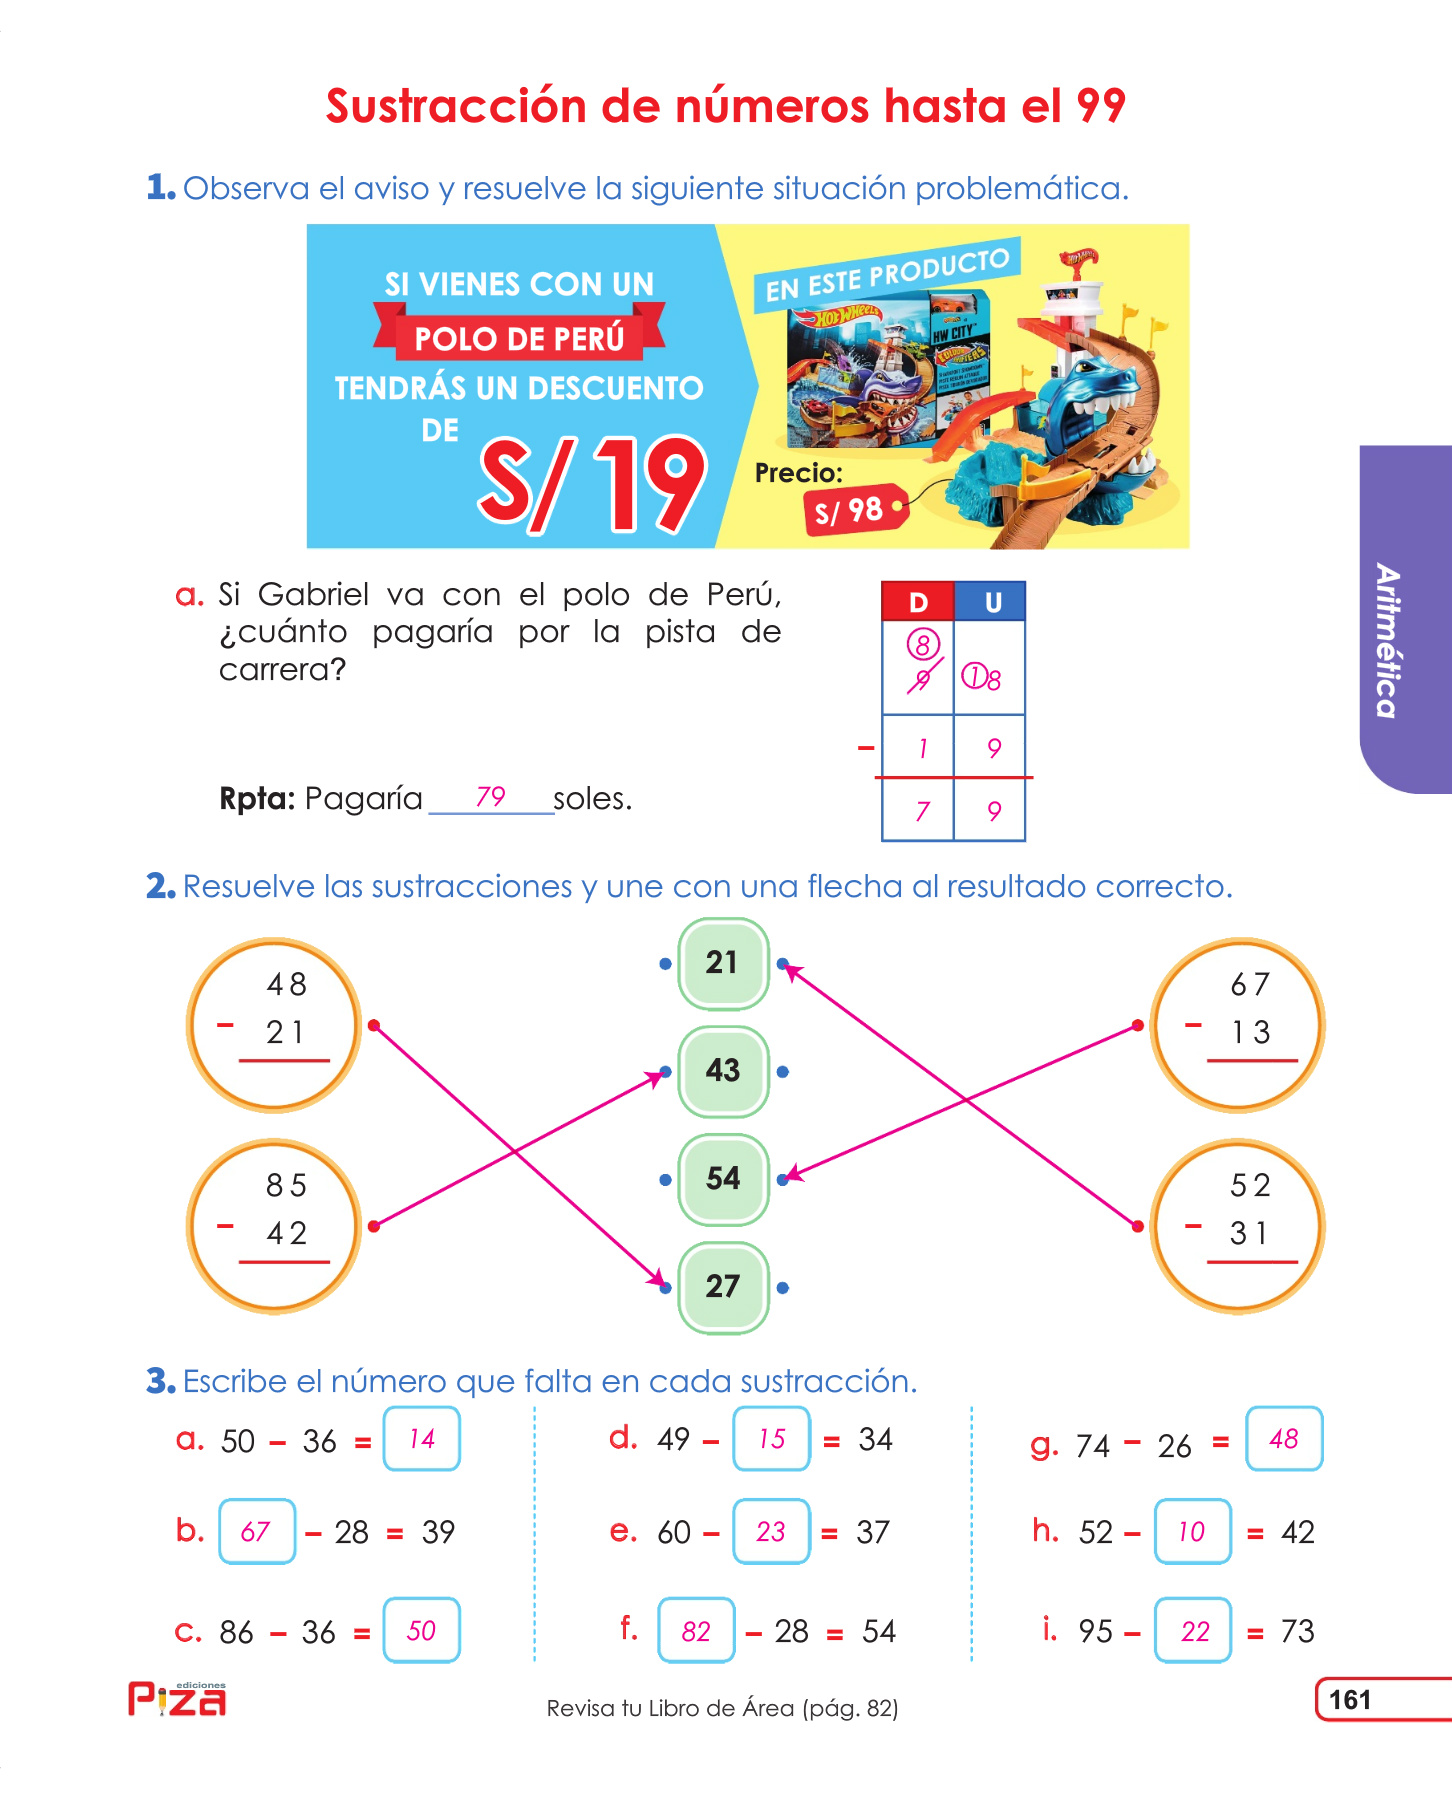 Sustracción de números hasta el 99
1. Observa el aviso y resuelve la siguiente situación problemática.
SI VIENES CON UN
POLO DE PERÚ
TENDRÁS UN DESCUENTO
DE
S/ 19
EN ESTE PRODUCTO
HOT WHEELS
HW CITY
Precio:
S/ 98
a. Si Gabriel va con el polo de Perú,
¿cuánto pagaría por la pista de
carrera?
Rpta: Pagaría 79 soles.
D U
8
9 18
– 1 9
7 9
Aritmética
2. Resuelve las sustracciones y une con una flecha al resultado correcto.
48
– 21
85
– 42
21
43
54
27
67
– 13
52
– 31
3. Escribe el número que falta en cada sustracción.
a. 50 – 36 = 14
b. 67 – 28 = 39
c. 86 – 36 = 50
d. 49 – 15 = 34
e. 60 – 23 = 37
f. 82 – 28 = 54
g. 74 – 26 = 48
h. 52 – 10 = 42
i. 95 – 22 = 73
ediciones
Piza
Revisa tu Libro de Área (pág. 82)
161